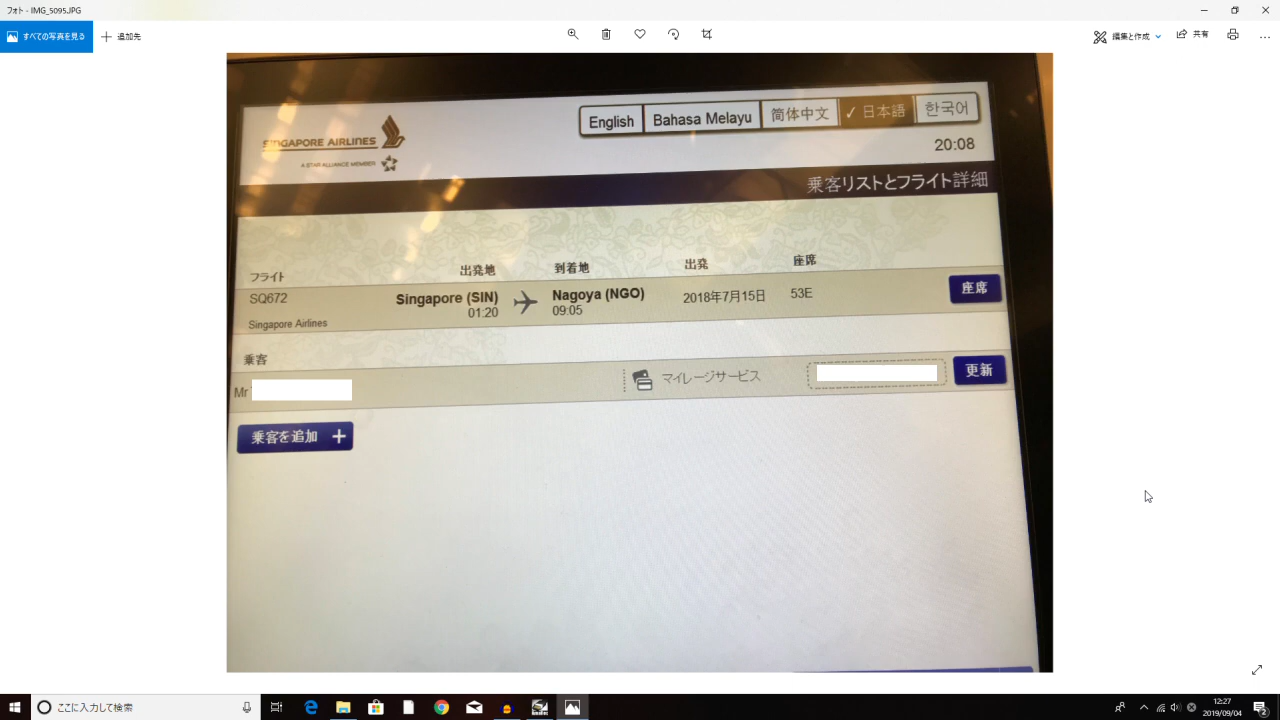 フォト - IMG_5095.JPG
すべての写真を見る
追加先
編集と作成
共有
English Bahasa Melayu 简体中文 ✓ 日本語 한국어
SINGAPORE AIRLINES
A STAR ALLIANCE MEMBER
20:08
乗客リストとフライト詳細
フライト 出発地 到着地 出発 座席
SQ672 Singapore (SIN) Nagoya (NGO) 2018年7月15日 53E 座席
01:20 09:05
Singapore Airlines
乗客
Mr マイレージサービス 更新
乗客を追加 +
ここに入力して検索
12:27
2019/09/04
2